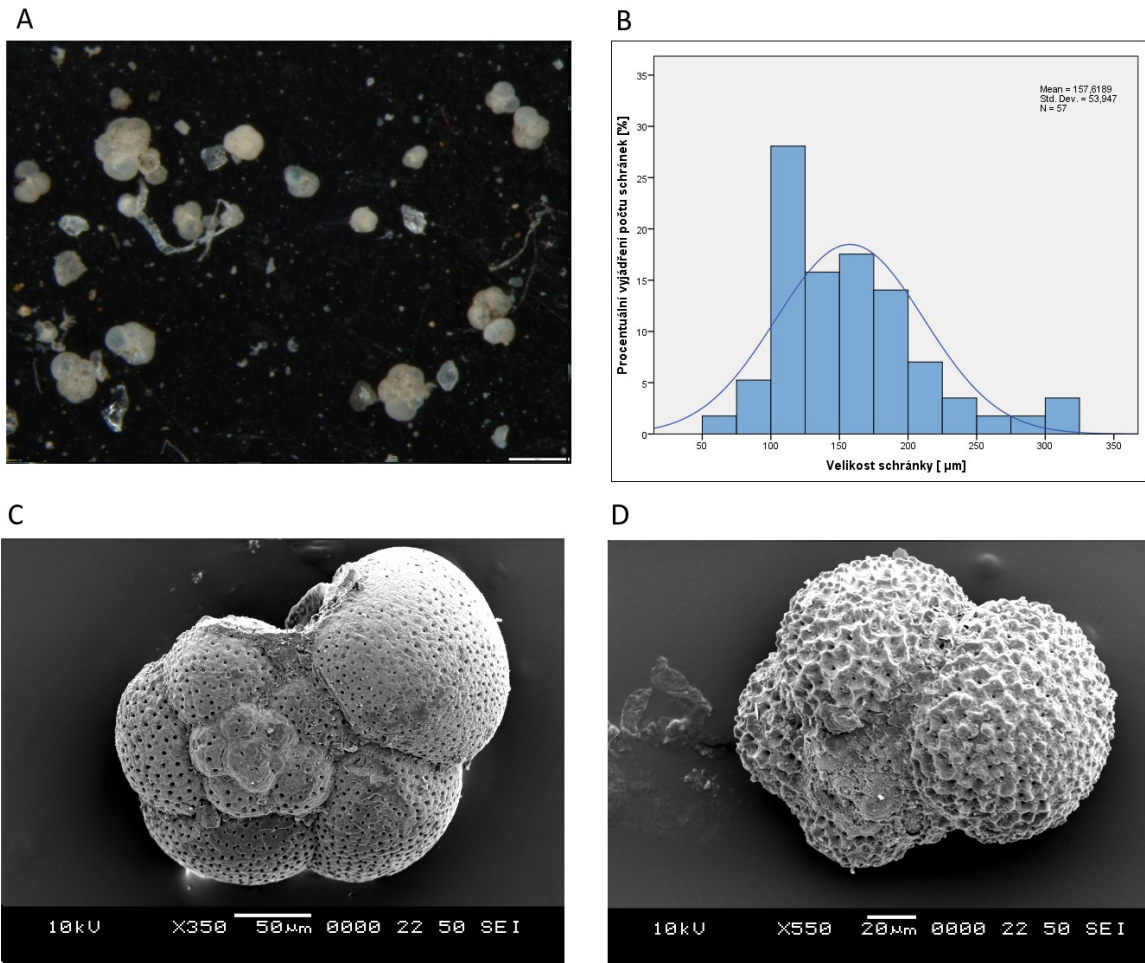 A
B
Mean = 157,6189
Std. Dev. = 53,947
N = 57
Procentuální vyjádření počtu schránek [%]
35
30
25
20
15
10
5
0
50
100
150
200
250
300
350
Velikost schránky [ µm]
C
D
10kV X350 50µm 0000 22 50 SEI
10kV X550 20µm 0000 22 50 SEI